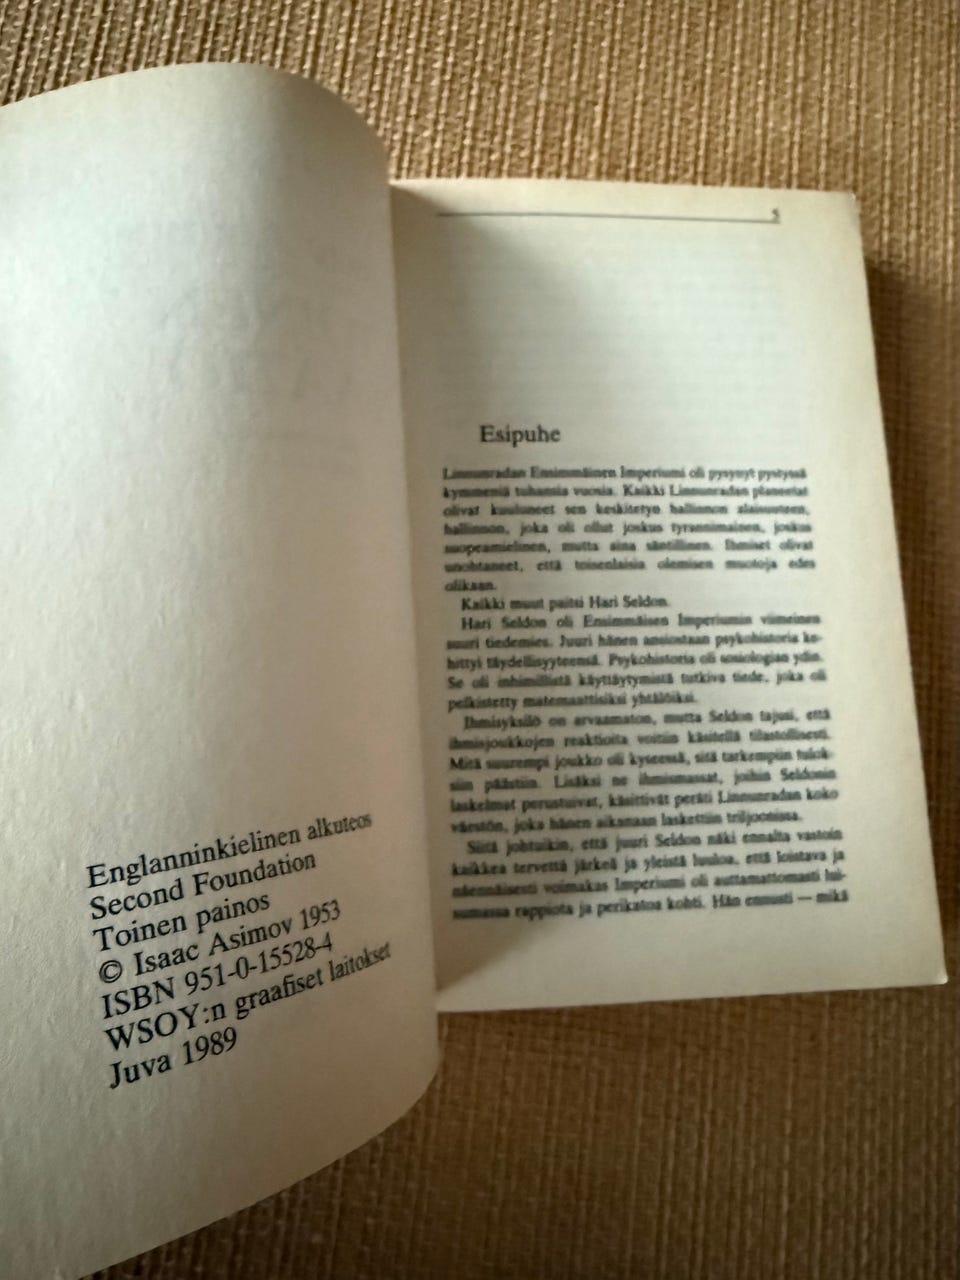 Englanninkielinen alkuteos
Second Foundation
Toinen painos
© Isaac Asimov 1953
ISBN 951-0-15528-4
WSOY:n graafiset laitokset
Juva 1989
5
Esipuhe
Linnunradan Ensimmäinen Imperiumi oli pysynyt pystyssä
kymmeniä tuhansia vuosia. Kaikki Linnunradan planeetat
olivat kuuluneet sen keskitetyn hallinnon alaisuuteen,
hallinnon, joka oli ollut joskus tyrannimainen, joskus
suopeamielinen, mutta aina säntillinen. Ihmiset olivat
unohtaneet, että toisenlaisia olemisen muotoja edes
olikaan.
Kaikki muut paitsi Hari Seldon.
Hari Seldon oli Ensimmäisen Imperiumin viimeinen
suuri tiedemies. Juuri hänen ansiostaan psykohistoria ke-
hittyi täydellisyyteensä. Psykohistoria oli sosiologian ydin.
Se oli inhimillistä käyttäytymistä tutkiva tiede, joka oli
pelkistetty matemaattisiksi yhtälöiksi.
Ihmisyksilö on arvaamaton, mutta Seldon tajusi, että
ihmisjoukkojen reaktioita voitiin käsitellä tilastollisesti.
Mitä suurempi joukko oli kyseessä, sitä tarkempiin tulok-
siin päästiin. Lisäksi ne ihmismassat, joihin Seldonin
laskelmat perustuivat, käsittivät peräti Linnunradan koko
väestön, joka hänen aikanaan laskettiin triljoonissa.
Siitä johtuikin, että juuri Seldon näki ennalta vastoin
kaikkea tervettä järkeä ja yleistä luuloa, että loistava ja
näennäisesti voimakas Imperiumi oli auttamattomasti lui-
sumassa rappiota ja perikatoa kohti. Hän ennusti — mikä